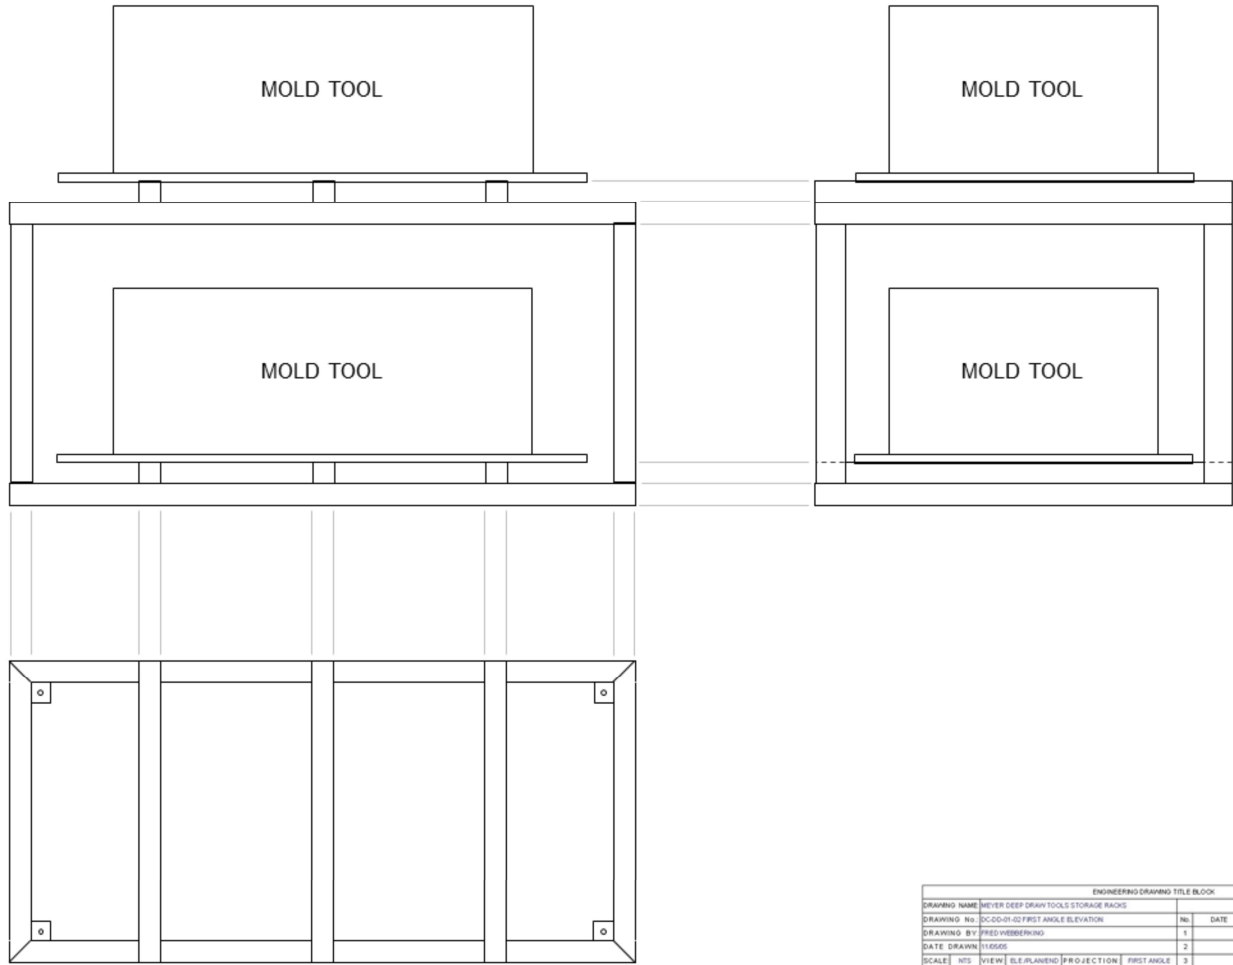 MOLD TOOL
MOLD TOOL
MOLD TOOL
MOLD TOOL
ENGINEERING DRAWING TITLE BLOCK
DRAWING NAME: MEYER DEEP DRAW TOOLS STORAGE RACKS
DRAWING No.: DC-DD-01-02 FIRST ANGLE ELEVATION No. DATE
DRAWING BY: FRED WEBBERKING 1
DATE DRAWN: 11/05/05 2
SCALE: NTS VIEW: ELE/PLAN/END PROJECTION: FIRST ANGLE 3